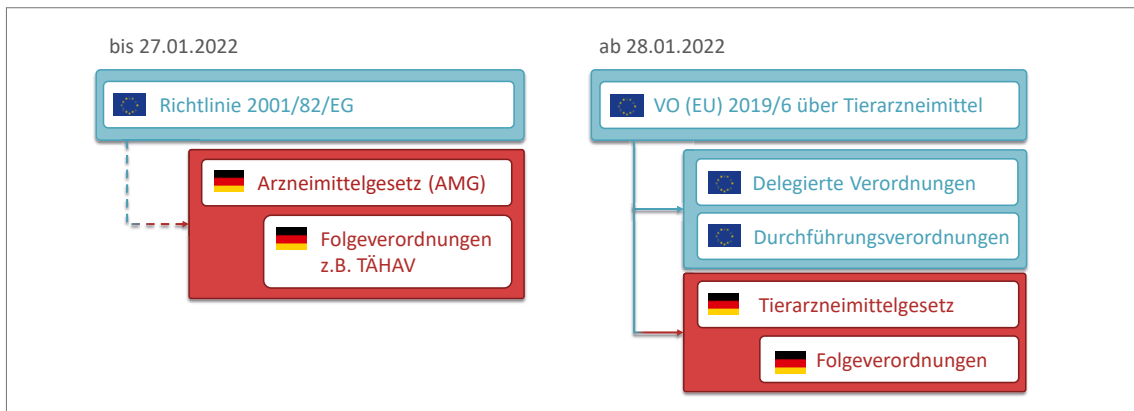 bis 27.01.2022
Richtlinie 2001/82/EG
Arzneimittelgesetz (AMG)
Folgeverordnungen
z.B. TÄHAV
ab 28.01.2022
VO (EU) 2019/6 über Tierarzneimittel
Delegierte Verordnungen
Durchführungsverordnungen
Tierarzneimittelgesetz
Folgeverordnungen